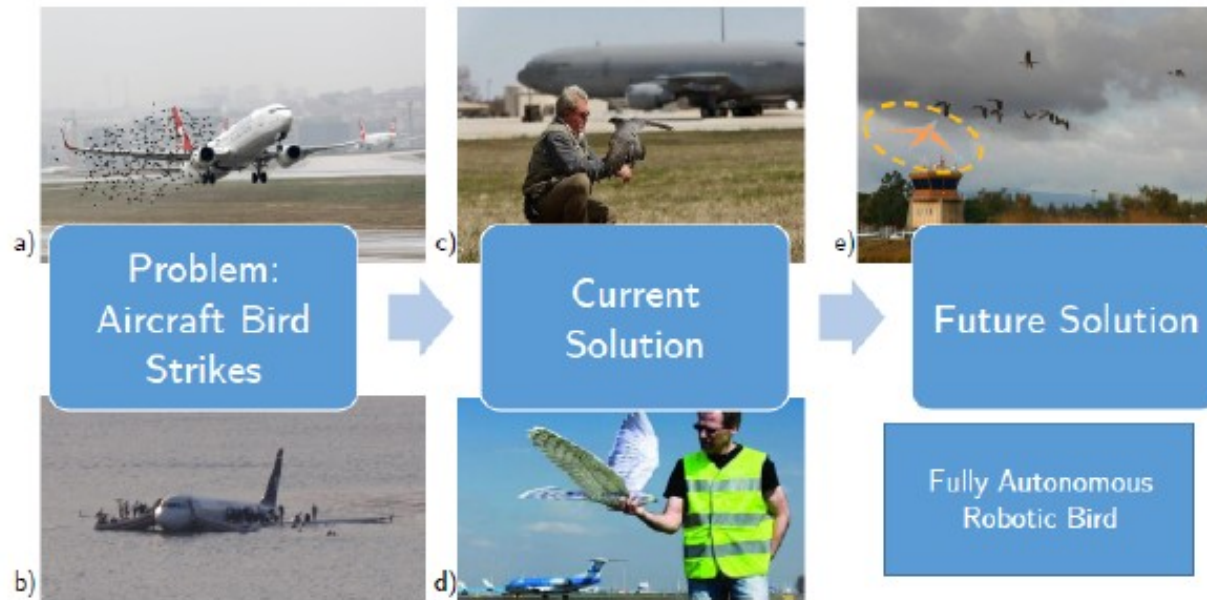 a)
Problem:
Aircraft Bird
Strikes
b)
c)
Current
Solution
d)
e)
Future Solution
Fully Autonomous
Robotic Bird